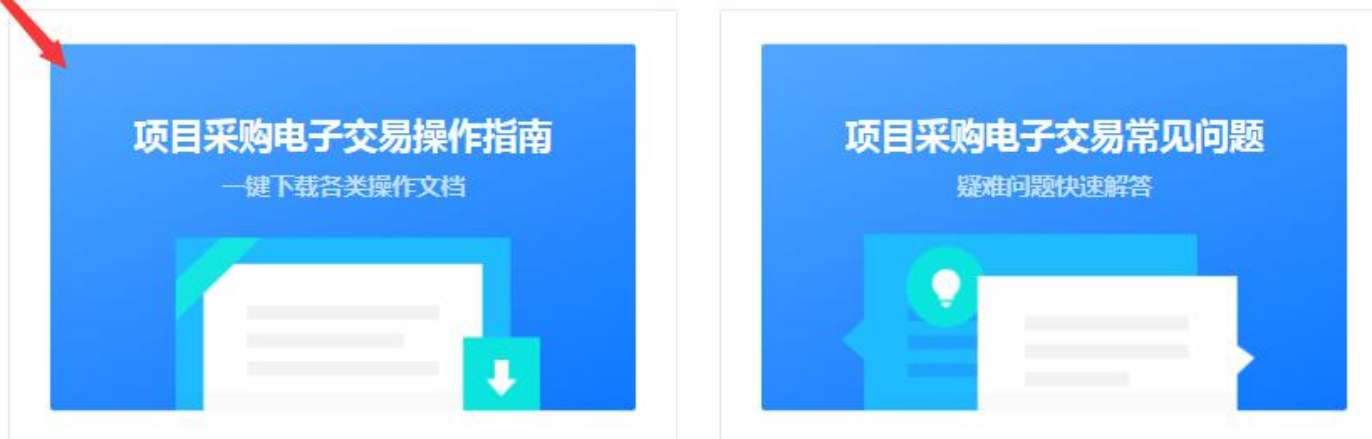 项目采购电子交易操作指南
一键下载各类操作文档
项目采购电子交易常见问题
疑难问题快速解答